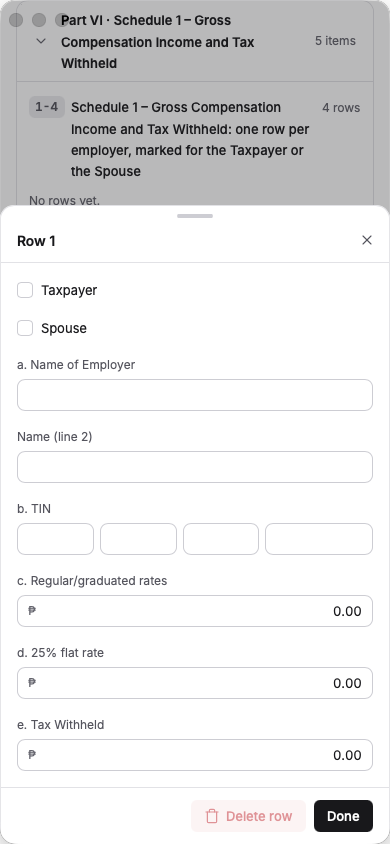 Part VI · Schedule 1 – Gross
Compensation Income and Tax
Withheld
5 items
1-4
Schedule 1 – Gross Compensation
Income and Tax Withheld: one row per
employer, marked for the Taxpayer or
the Spouse
4 rows
No rows yet.
Row 1
Taxpayer
Spouse
a. Name of Employer
Name (line 2)
b. TIN
c. Regular/graduated rates
₱ 0.00
d. 25% flat rate
₱ 0.00
e. Tax Withheld
₱ 0.00
Delete row
Done